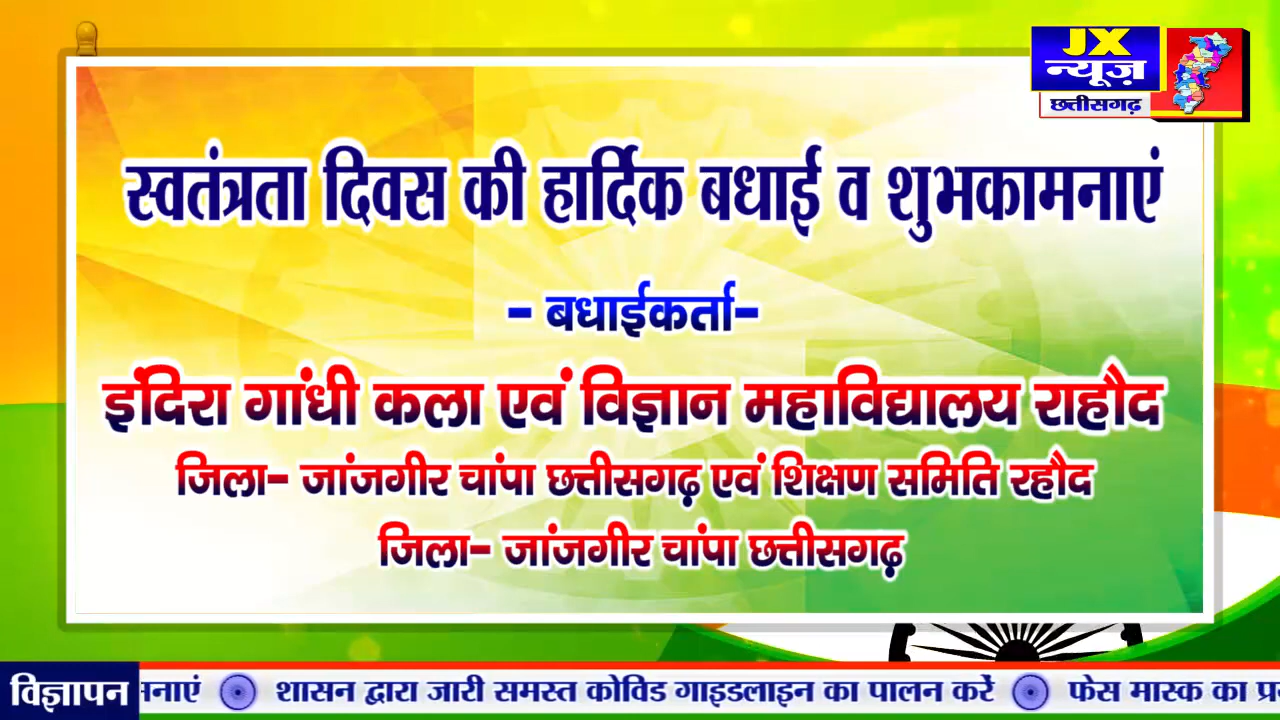 JX
न्यूज़
छत्तीसगढ़
स्वतंत्रता दिवस की हार्दिक बधाई व शुभकामनाएं
- बधाईकर्ता-
इंदिरा गांधी कला एवं विज्ञान महाविद्यालय राहौद
जिला- जांजगीर चांपा छत्तीसगढ़ एवं शिक्षण समिति रहौद
जिला- जांजगीर चांपा छत्तीसगढ़
विज्ञापन मनाएं शासन द्वारा जारी समस्त कोविड गाइडलाइन का पालन करें फेस मास्क का